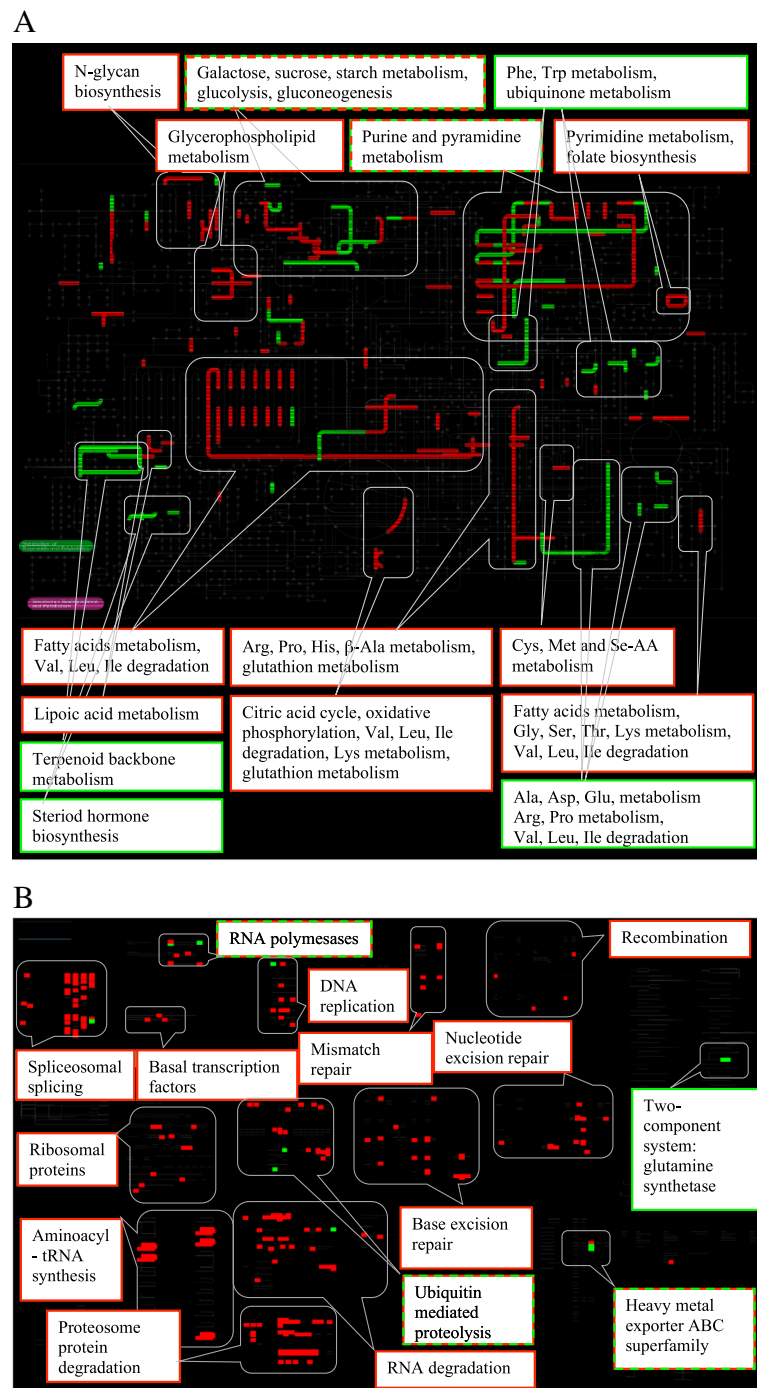 A
N-glycan
biosynthesis
Galactose, sucrose, starch metabolism,
glucolysis, gluconeogenesis
Phe, Trp metabolism,
ubiquinone metabolism
Glycerophospholipid
metabolism
Purine and pyramidine
metabolism
Pyrimidine metabolism,
folate biosynthesis
Fatty acids metabolism,
Val, Leu, Ile degradation
Arg, Pro, His, β-Ala metabolism,
glutathion metabolism
Cys, Met and Se-AA
metabolism
Lipoic acid metabolism
Citric acid cycle, oxidative
phosphorylation, Val, Leu, Ile
degradation, Lys metabolism,
glutathion metabolism
Fatty acids metabolism,
Gly, Ser, Thr, Lys metabolism,
Val, Leu, Ile degradation
Terpenoid backbone
metabolism
Steriod hormone
biosynthesis
Ala, Asp, Glu, metabolism
Arg, Pro metabolism,
Val, Leu, Ile degradation
B
RNA polymesases
Recombination
DNA
replication
Spliceosomal
splicing
Basal transcription
factors
Mismatch
repair
Nucleotide
excision repair
Two-
component
system:
glutamine
synthetase
Ribosomal
proteins
Base excision
repair
Aminoacyl
- tRNA
synthesis
Ubiquitin
mediated
proteolysis
Heavy metal
exporter ABC
superfamily
Proteosome
protein
degradation
RNA degradation